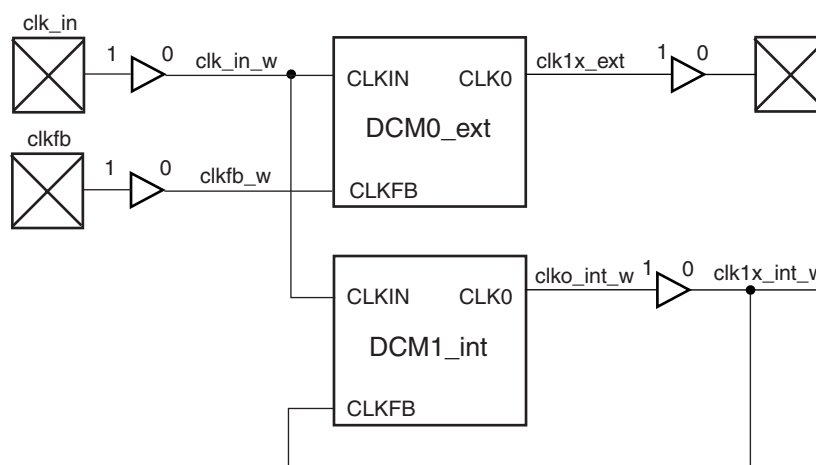 clk_in
1 0 clk_in_w
CLKIN CLK0
DCM0_ext
CLKFB
clk1x_ext 1 0
clkfb
1 0 clkfb_w
CLKIN CLK0
DCM1_int
CLKFB
clko_int_w 1 0 clk1x_int_w